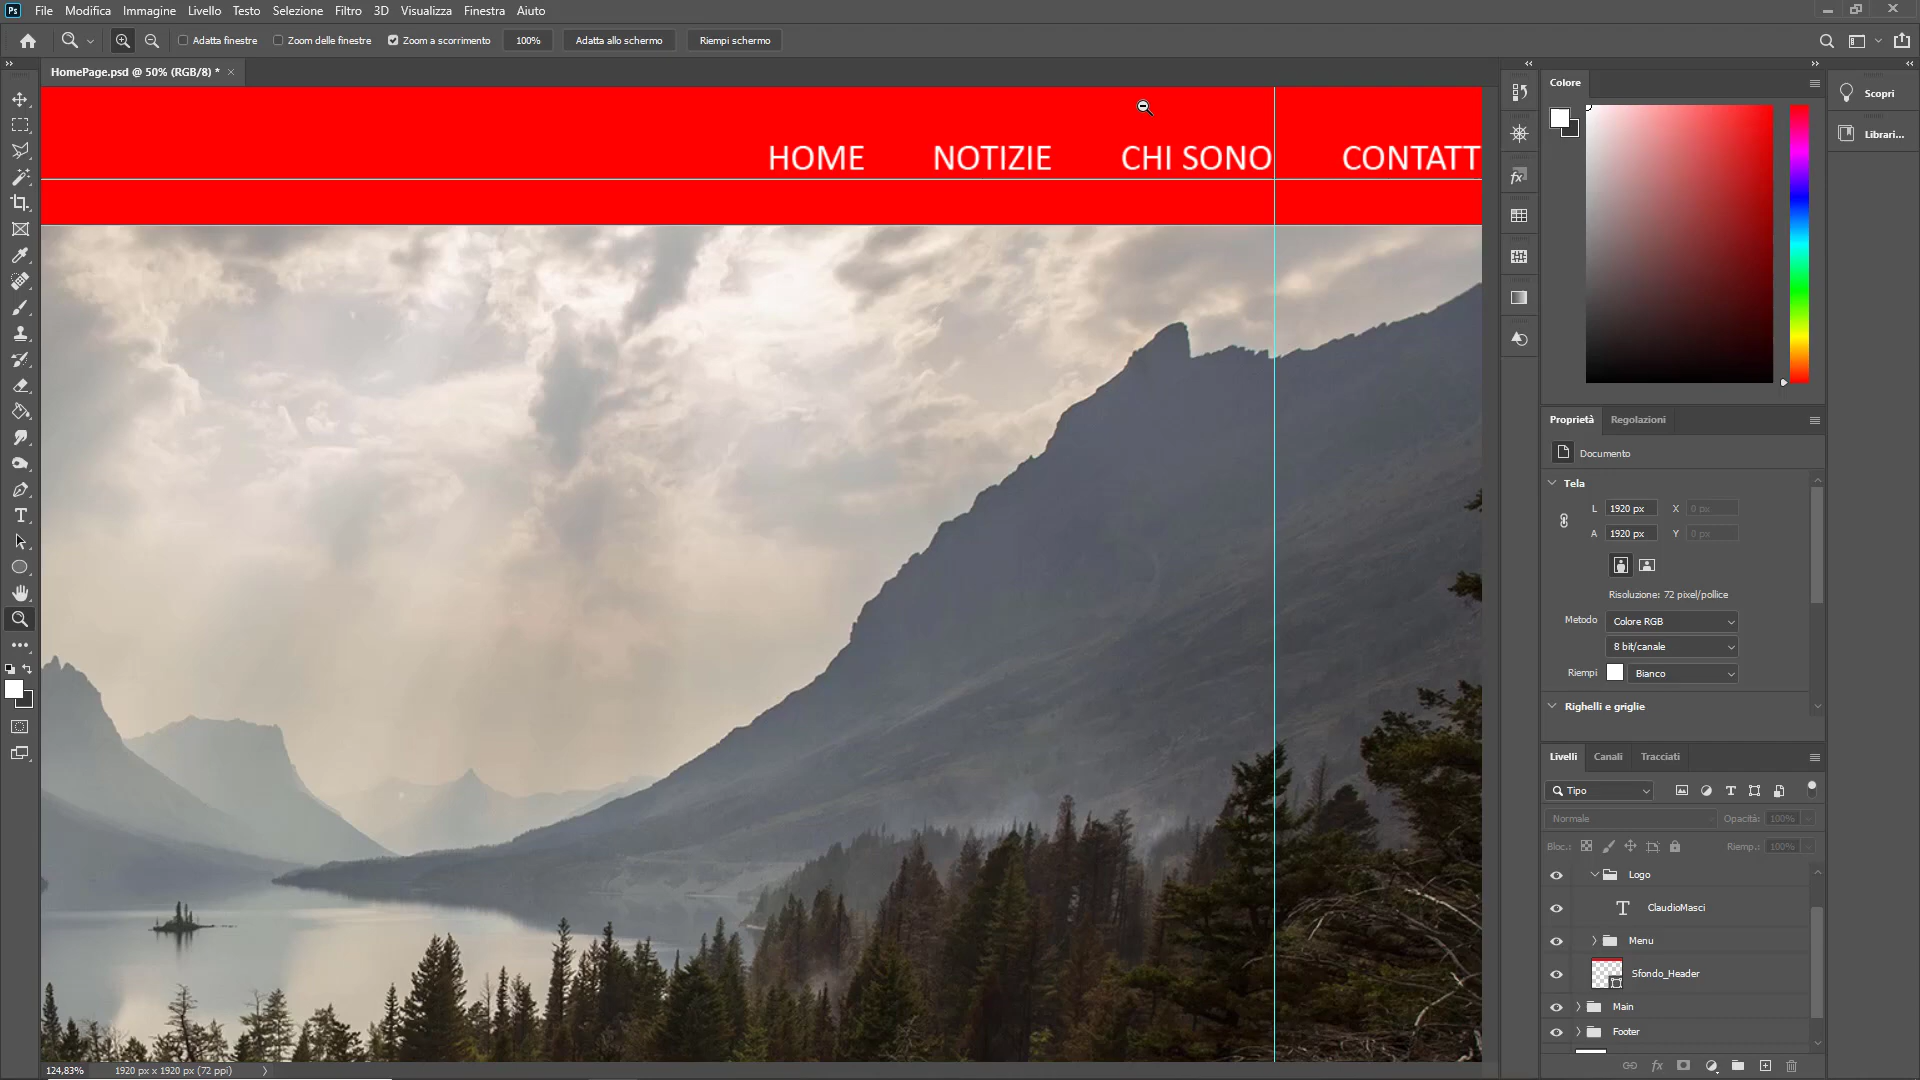 Ps File Modifica Immagine Livello Testo Selezione Filtro 3D Visualizza Finestra Aiuto
Adatta finestre Zoom delle finestre Zoom a scorrimento 100% Adatta allo schermo Riempi schermo
HomePage.psd @ 50% (RGB/8) * ×
HOME NOTIZIE CHI SONO CONTATT
Colore
Scopri
Librari...
Proprietà Regolazioni
Documento
Tela
L 1920 px X 0 px
A 1920 px Y 0 px
Risoluzione: 72 pixel/pollice
Metodo Colore RGB
8 bit/canale
Riempi Bianco
Righelli e griglie
Livelli Canali Tracciati
Tipo
Normale Opacità: 100%
Bloc.: Riemp.: 100%
Logo
T ClaudioMasci
Menu
Sfondo_Header
Main
Footer
124,83% 1920 px x 1920 px (72 ppi)